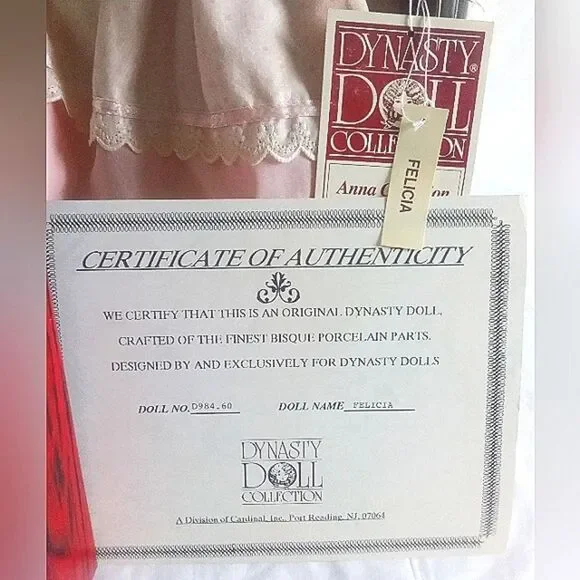 DYNASTY®
DOLL
COLLECTION
Anna
FELICIA
CERTIFICATE OF AUTHENTICITY
WE CERTIFY THAT THIS IS AN ORIGINAL DYNASTY DOLL,
CRAFTED OF THE FINEST BISQUE PORCELAIN PARTS.
DESIGNED BY AND EXCLUSIVELY FOR DYNASTY DOLLS
DOLL NO. D984.60 DOLL NAME FELICIA
DYNASTY
DOLL
COLLECTION
A Division of Cardinal, Inc. Port Reading, NJ. 07064